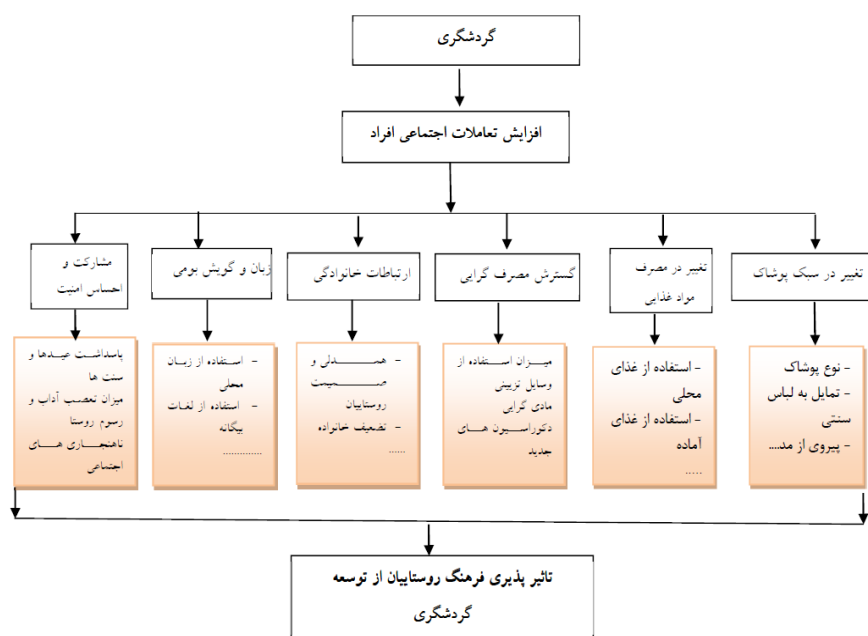 گردشگری
افزایش تعاملات اجتماعی افراد
تغییر در سبک پوشاک
تغییر در مصرف
مواد غذایی
گسترش مصرف گرایی
ارتباطات خانوادگی
زبان و گویش بومی
مشارکت و
احساس امنیت
- نوع پوشاک
- تمایل به لباس
سنتی
- پیروی از مد....
- استفاده از غذای
محلی
- استفاده از غذای
آماده
.....
میزان استفاده از
وسایل تزیینی
مادی گرایی
دکوراسیون های
جدید
- همدلی و
صمیمت
روستاییان
- تضعیف خانواده
......
- استفاده از زبان
محلی
- استفاده از لغات
بیگانه
..............
پاسداشت عیدها و
سنت ها
میزان تعصب آداب و
رسوم روستا
ناهنجاری های
اجتماعی
تاثیر پذیری فرهنگ روستاییان از توسعه
گردشگری